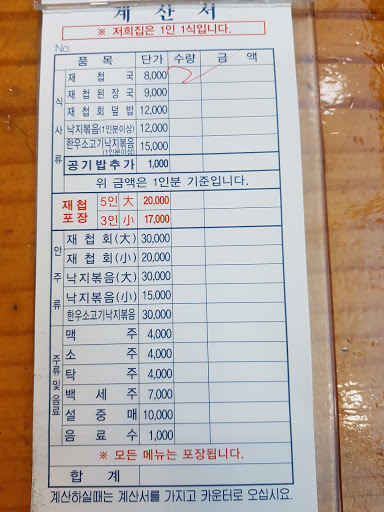 계 산 서
※ 저희집은 1인 1식입니다.
No.
품 목 단가 수량 금 액
식 사 류
재 첩 국 8,000 2
재 첩 된 장 국 9,000
재 첩 회 덮 밥 12,000
낙지볶음(1인분이상) 12,000
한우소고기낙지볶음 (1인분이상) 15,000
공기밥추가 1,000
위 금액은 1인분 기준입니다.
재첩 포장 5인 大 20,000
3인 小 17,000
안 주 류
재 첩 회(大) 30,000
재 첩 회(小) 20,000
낙지볶음(大) 30,000
낙지볶음(小) 15,000
한우소고기낙지볶음 30,000
주류 및 음료
맥 주 4,000
소 주 4,000
탁 주 4,000
백 세 주 7,000
설 중 매 10,000
음 료 수 1,000
※ 모든 메뉴는 포장됩니다.
합 계
계산하실때는 계산서를 가지고 카운터로 오십시요.